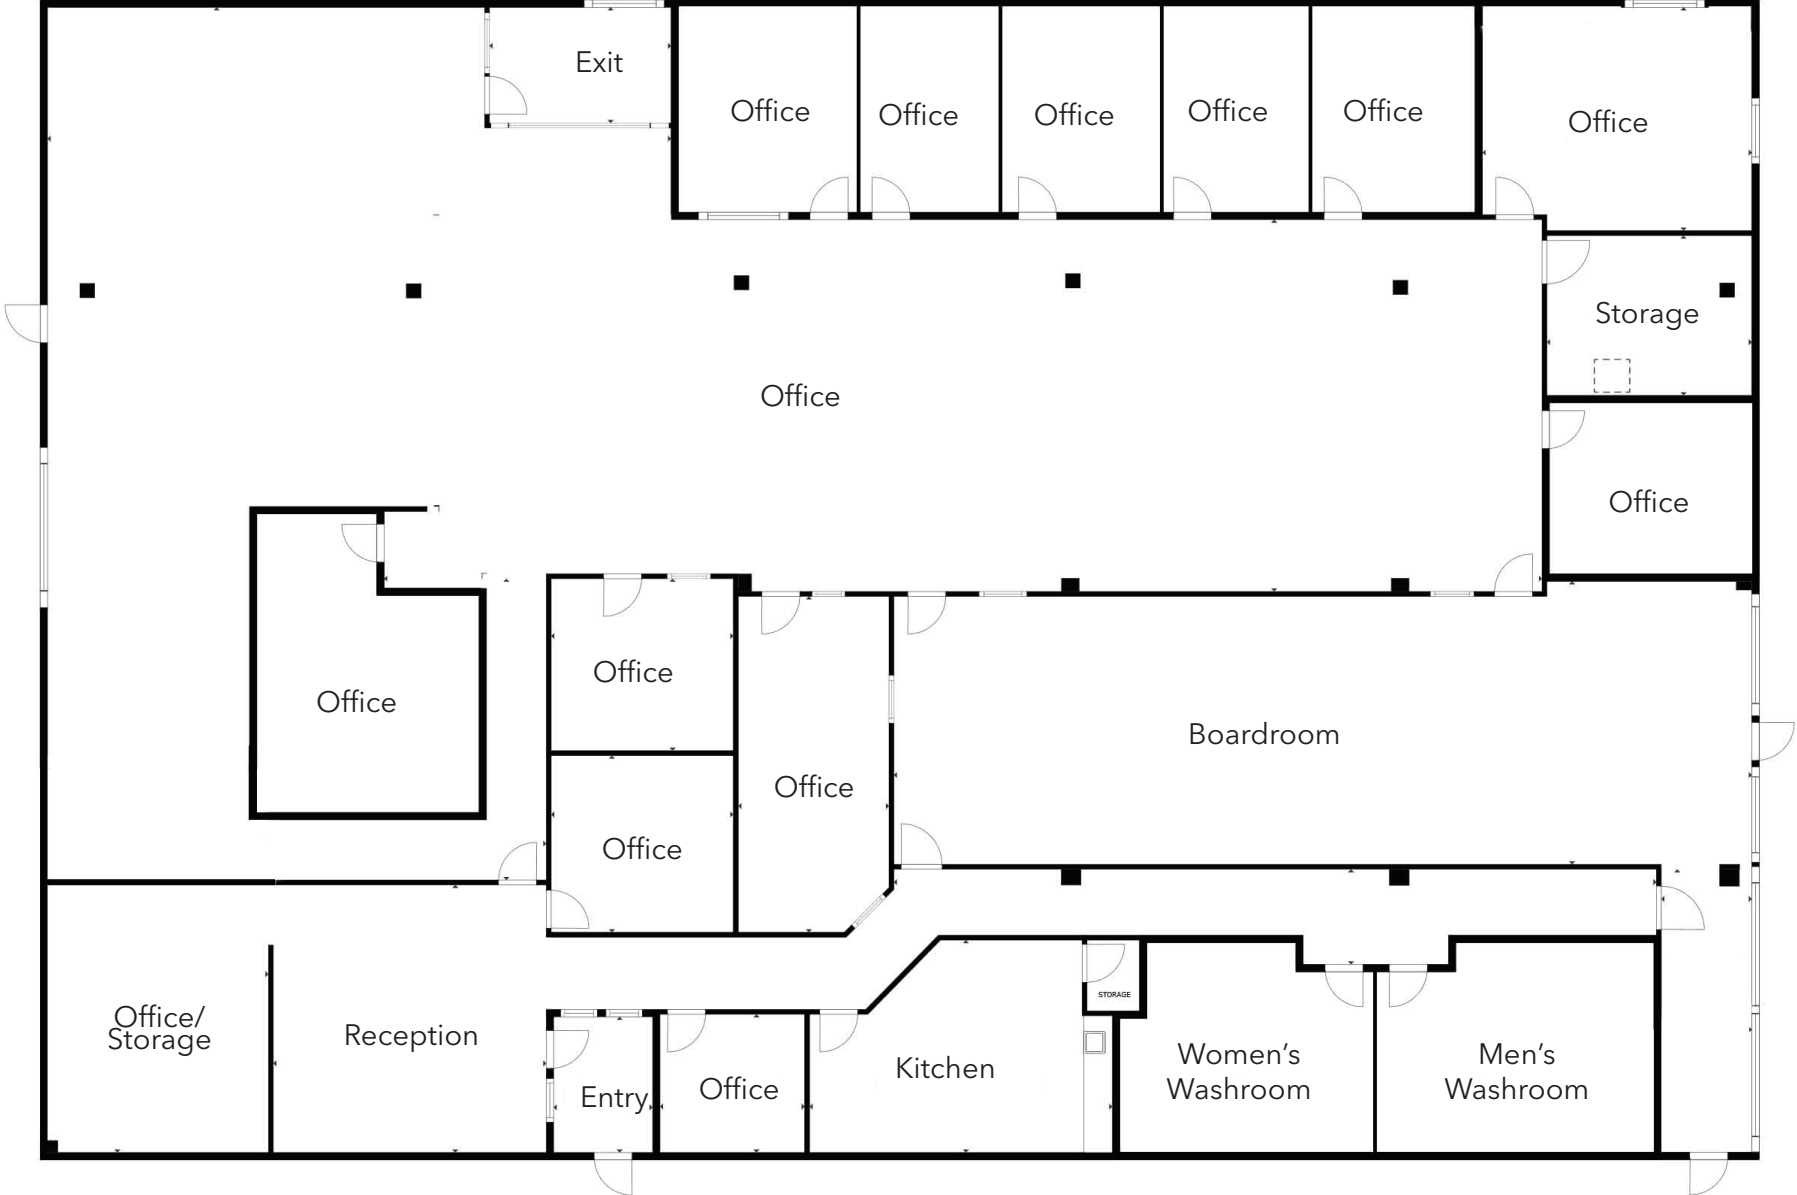 Exit
Office
Office
Office
Office
Office
Office
Storage
Office
Office
Office
Office
Office
Office
Boardroom
Office/
Storage
Reception
Entry
Office
Kitchen
STORAGE
Women’s
Washroom
Men’s
Washroom